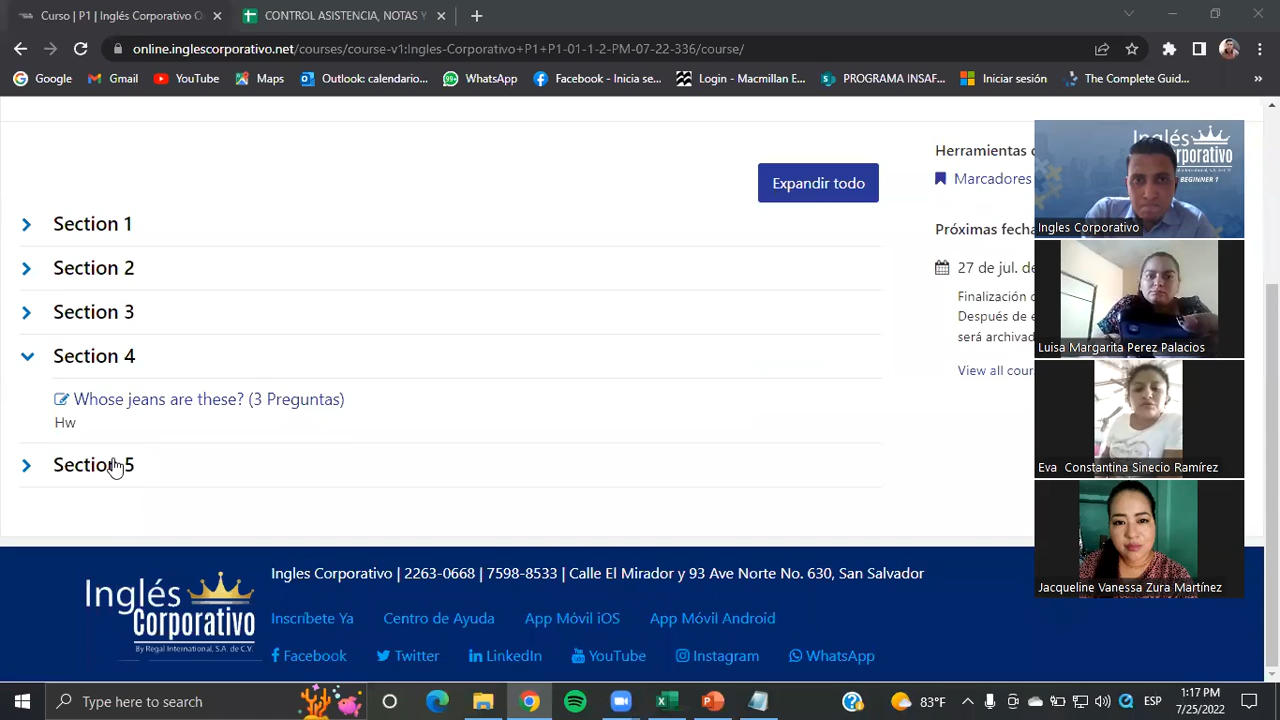 Curso | P1 | Inglés Corporativo O
CONTROL ASISTENCIA, NOTAS Y
online.inglescorporativo.net/courses/course-v1:Ingles-Corporativo+P1+P1-01-1-2-PM-07-22-336/course/
Google
Gmail
YouTube
Maps
Outlook: calendario...
WhatsApp
Facebook - Inicia se...
Login - Macmillan E...
PROGRAMA INSAF...
Iniciar sesión
The Complete Guid...
»
Expandir todo
Section 1
Section 2
Section 3
Section 4
Whose jeans are these? (3 Preguntas)
Hw
Section 5
Herramientas
Marcadores
Próximas fecha
27 de jul. de
Finalización
Después de e
será archivad
View all cour
Inglés
rporativo
BEGINNER 1
Ingles Corporativo
Luisa Margarita Perez Palacios
Eva Constantina Sinecio Ramírez
Jacqueline Vanessa Zura Martínez
Inglés
Corporativo
By Regal International, S.A. de C.V.
Ingles Corporativo | 2263-0668 | 7598-8533 | Calle El Mirador y 93 Ave Norte No. 630, San Salvador
Inscríbete Ya
Centro de Ayuda
App Móvil iOS
App Móvil Android
Facebook
Twitter
LinkedIn
YouTube
Instagram
WhatsApp
Type here to search
83°F
ESP
1:17 PM
7/25/2022